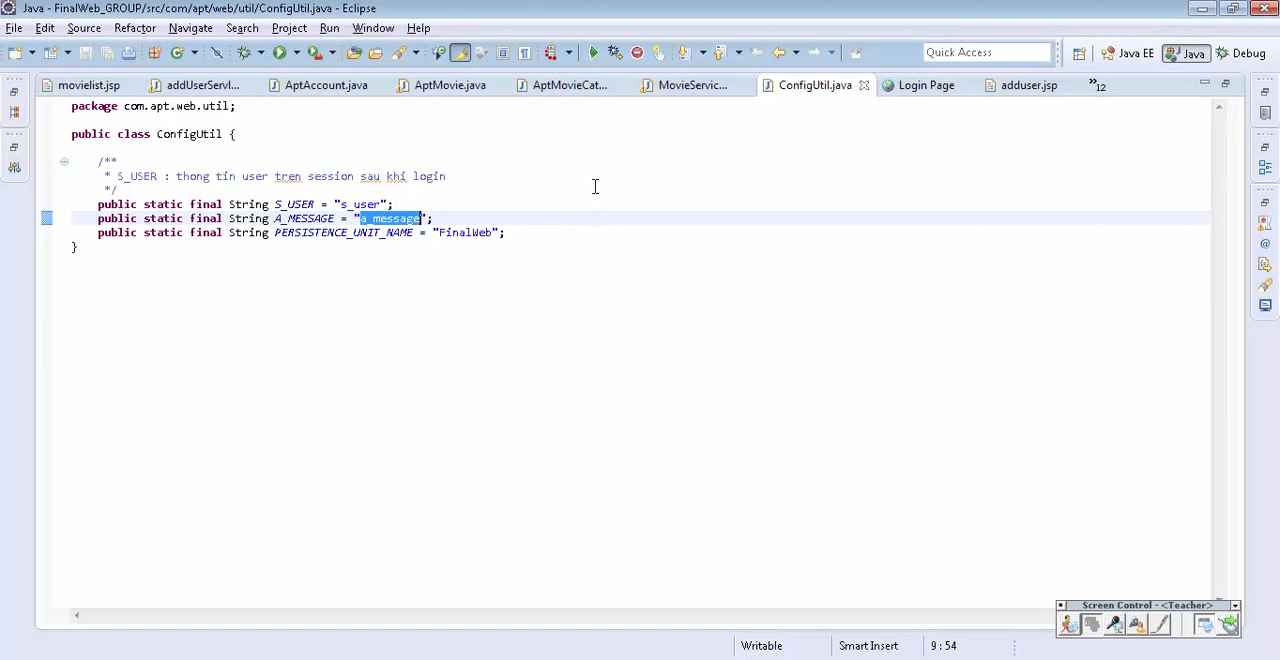 Java - FinalWeb_GROUP/src/com/apt/web/util/ConfigUtil.java - Eclipse
File Edit Source Refactor Navigate Search Project Run Window Help
Quick Access Java EE Java Debug
movielist.jsp addUserServl... AptAccount.java AptMovie.java AptMovieCat... MovieServic... ConfigUtil.java Login Page adduser.jsp »12
package com.apt.web.util;
public class ConfigUtil {
/**
* S_USER : thong tin user tren session sau khi login
*/
public static final String S_USER = "s_user";
public static final String A_MESSAGE = "a_message";
public static final String PERSISTENCE_UNIT_NAME = "FinalWeb";
}
Screen Control - <Teacher>
Writable Smart Insert 9 : 54